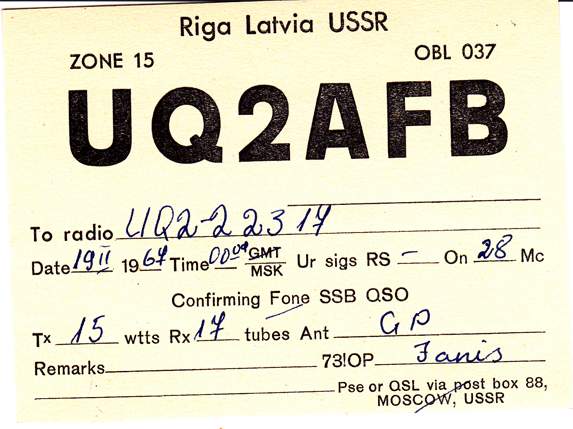 Riga Latvia USSR
ZONE 15 OBL 037
UQ2AFB
To radio UQ2-22317
Date 19 II 1967 Time 00 09 GMT MSK Ur sigs RS – On 28 Mc
Confirming Fone SSB QSO
Tx 15 wtts Rx 17 tubes Ant GP
Remarks 73! OP Janis
Pse or QSL via post box 88,
MOSCOW, USSR